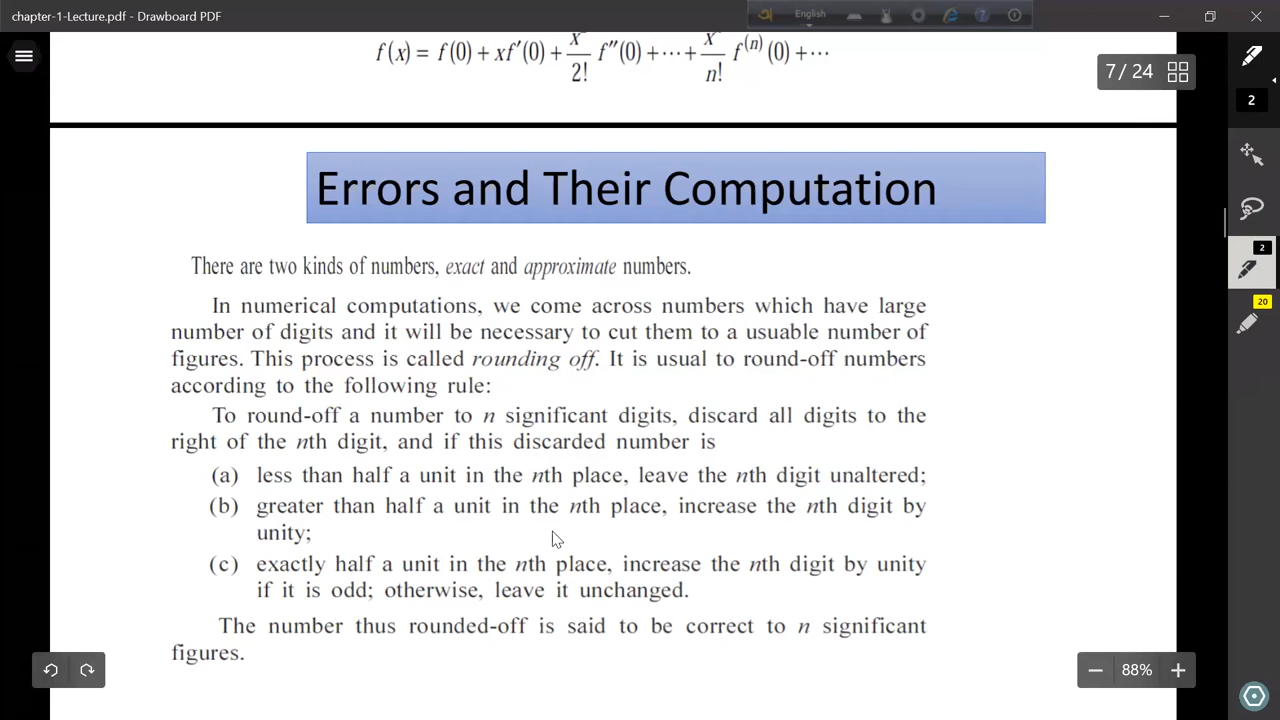 chapter-1-Lecture.pdf - Drawboard PDF
English
f(x) = f(0) + xf′(0) + x/2! f″(0) + ⋯ + x/n! f⁽ⁿ⁾(0) + ⋯
7 / 24
2
Errors and Their Computation
There are two kinds of numbers, exact and approximate numbers.
2
In numerical computations, we come across numbers which have large
20
number of digits and it will be necessary to cut them to a usuable number of
figures. This process is called rounding off. It is usual to round-off numbers
according to the following rule:
To round-off a number to n significant digits, discard all digits to the
right of the nth digit, and if this discarded number is
(a) less than half a unit in the nth place, leave the nth digit unaltered;
(b) greater than half a unit in the nth place, increase the nth digit by
unity;
(c) exactly half a unit in the nth place, increase the nth digit by unity
if it is odd; otherwise, leave it unchanged.
The number thus rounded-off is said to be correct to n significant
figures.
88%